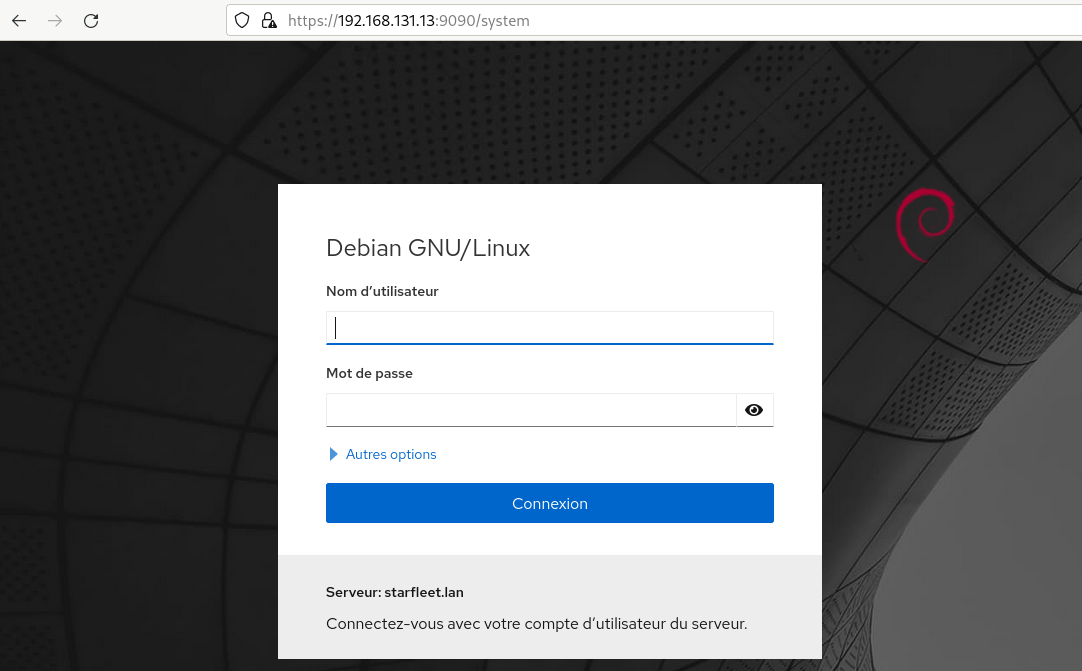 https://192.168.131.13:9090/system
Debian GNU/Linux
Nom d’utilisateur
Mot de passe
Autres options
Connexion
Serveur: starfleet.lan
Connectez-vous avec votre compte d’utilisateur du serveur.